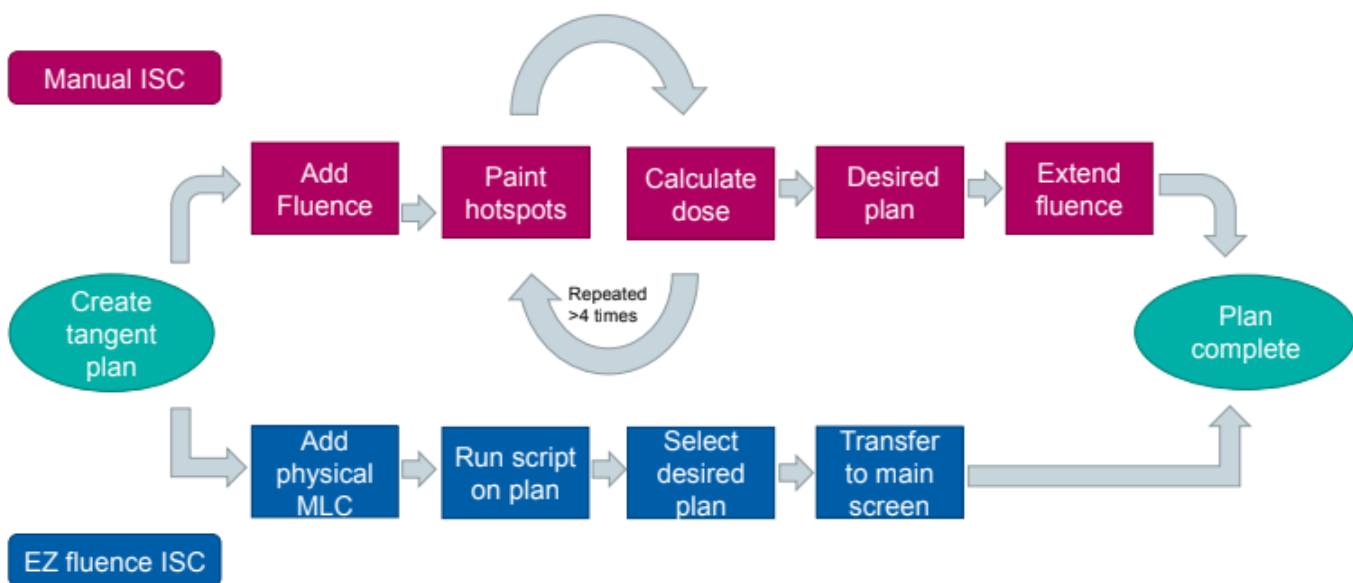 Manual ISC
Add
Fluence
Paint
hotspots
Calculate
dose
Desired
plan
Extend
fluence
Repeated
>4 times
Create
tangent
plan
Plan
complete
Add
physical
MLC
Run script
on plan
Select
desired
plan
Transfer
to main
screen
EZ fluence ISC